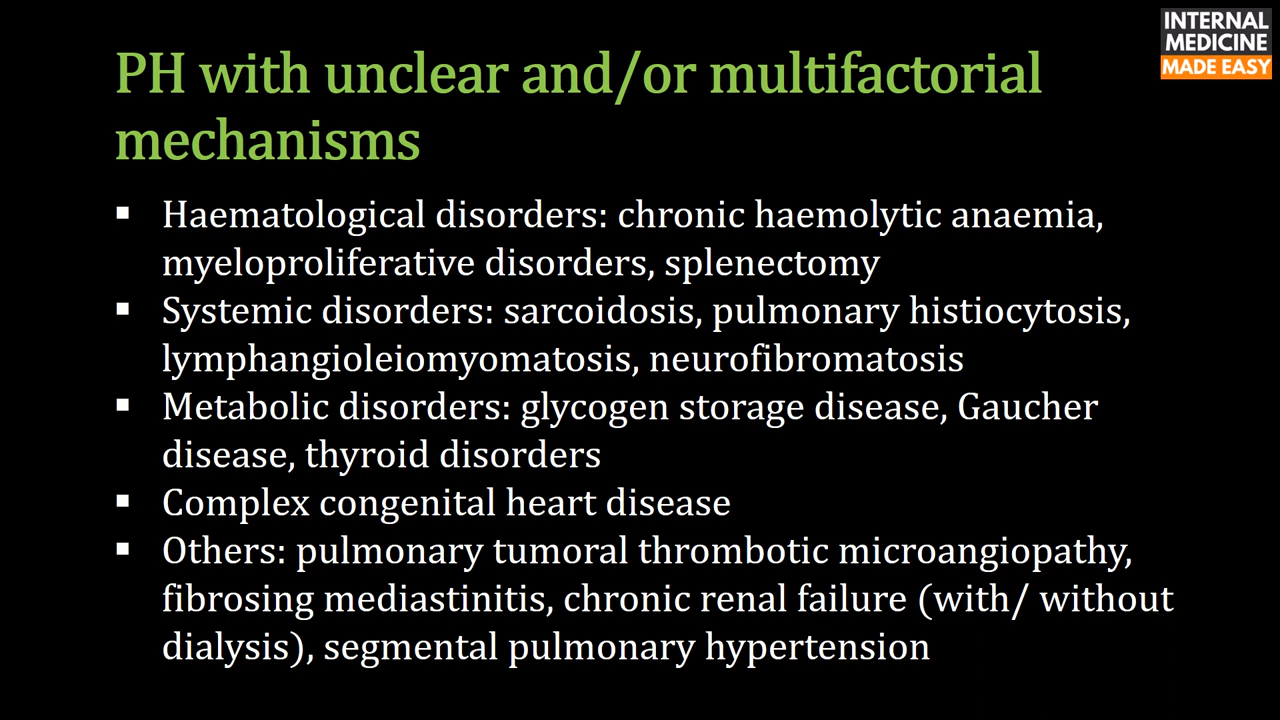 INTERNAL
MEDICINE
MADE EASY
PH with unclear and/or multifactorial
mechanisms
▪ Haematological disorders: chronic haemolytic anaemia,
myeloproliferative disorders, splenectomy
▪ Systemic disorders: sarcoidosis, pulmonary histiocytosis,
lymphangioleiomyomatosis, neurofibromatosis
▪ Metabolic disorders: glycogen storage disease, Gaucher
disease, thyroid disorders
▪ Complex congenital heart disease
▪ Others: pulmonary tumoral thrombotic microangiopathy,
fibrosing mediastinitis, chronic renal failure (with/ without
dialysis), segmental pulmonary hypertension